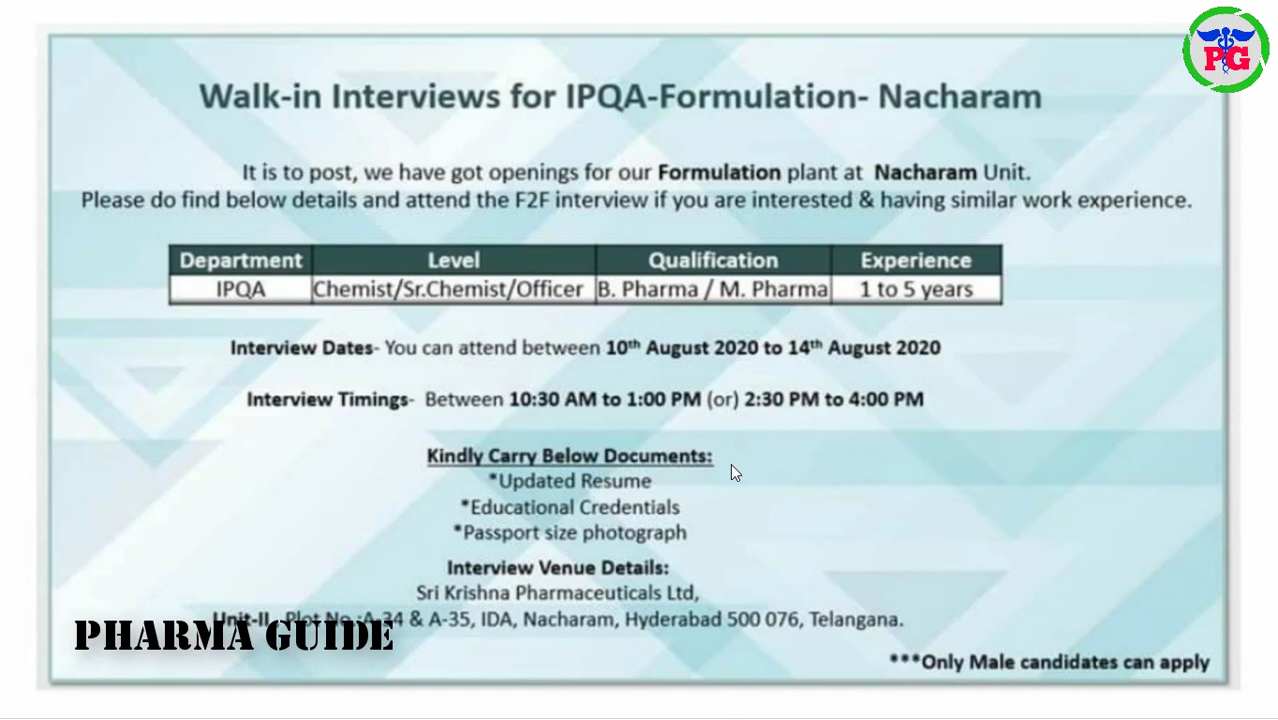 PG
Walk-in Interviews for IPQA-Formulation- Nacharam
It is to post, we have got openings for our Formulation plant at Nacharam Unit.
Please do find below details and attend the F2F interview if you are interested & having similar work experience.
Department Level Qualification Experience
IPQA Chemist/Sr.Chemist/Officer B. Pharma / M. Pharma 1 to 5 years
Interview Dates- You can attend between 10th August 2020 to 14th August 2020
Interview Timings- Between 10:30 AM to 1:00 PM (or) 2:30 PM to 4:00 PM
Kindly Carry Below Documents:
*Updated Resume
*Educational Credentials
*Passport size photograph
Interview Venue Details:
Sri Krishna Pharmaceuticals Ltd,
Unit-II, Plot No.:A-34 & A-35, IDA, Nacharam, Hyderabad 500 076, Telangana.
PHARMA GUIDE
***Only Male candidates can apply